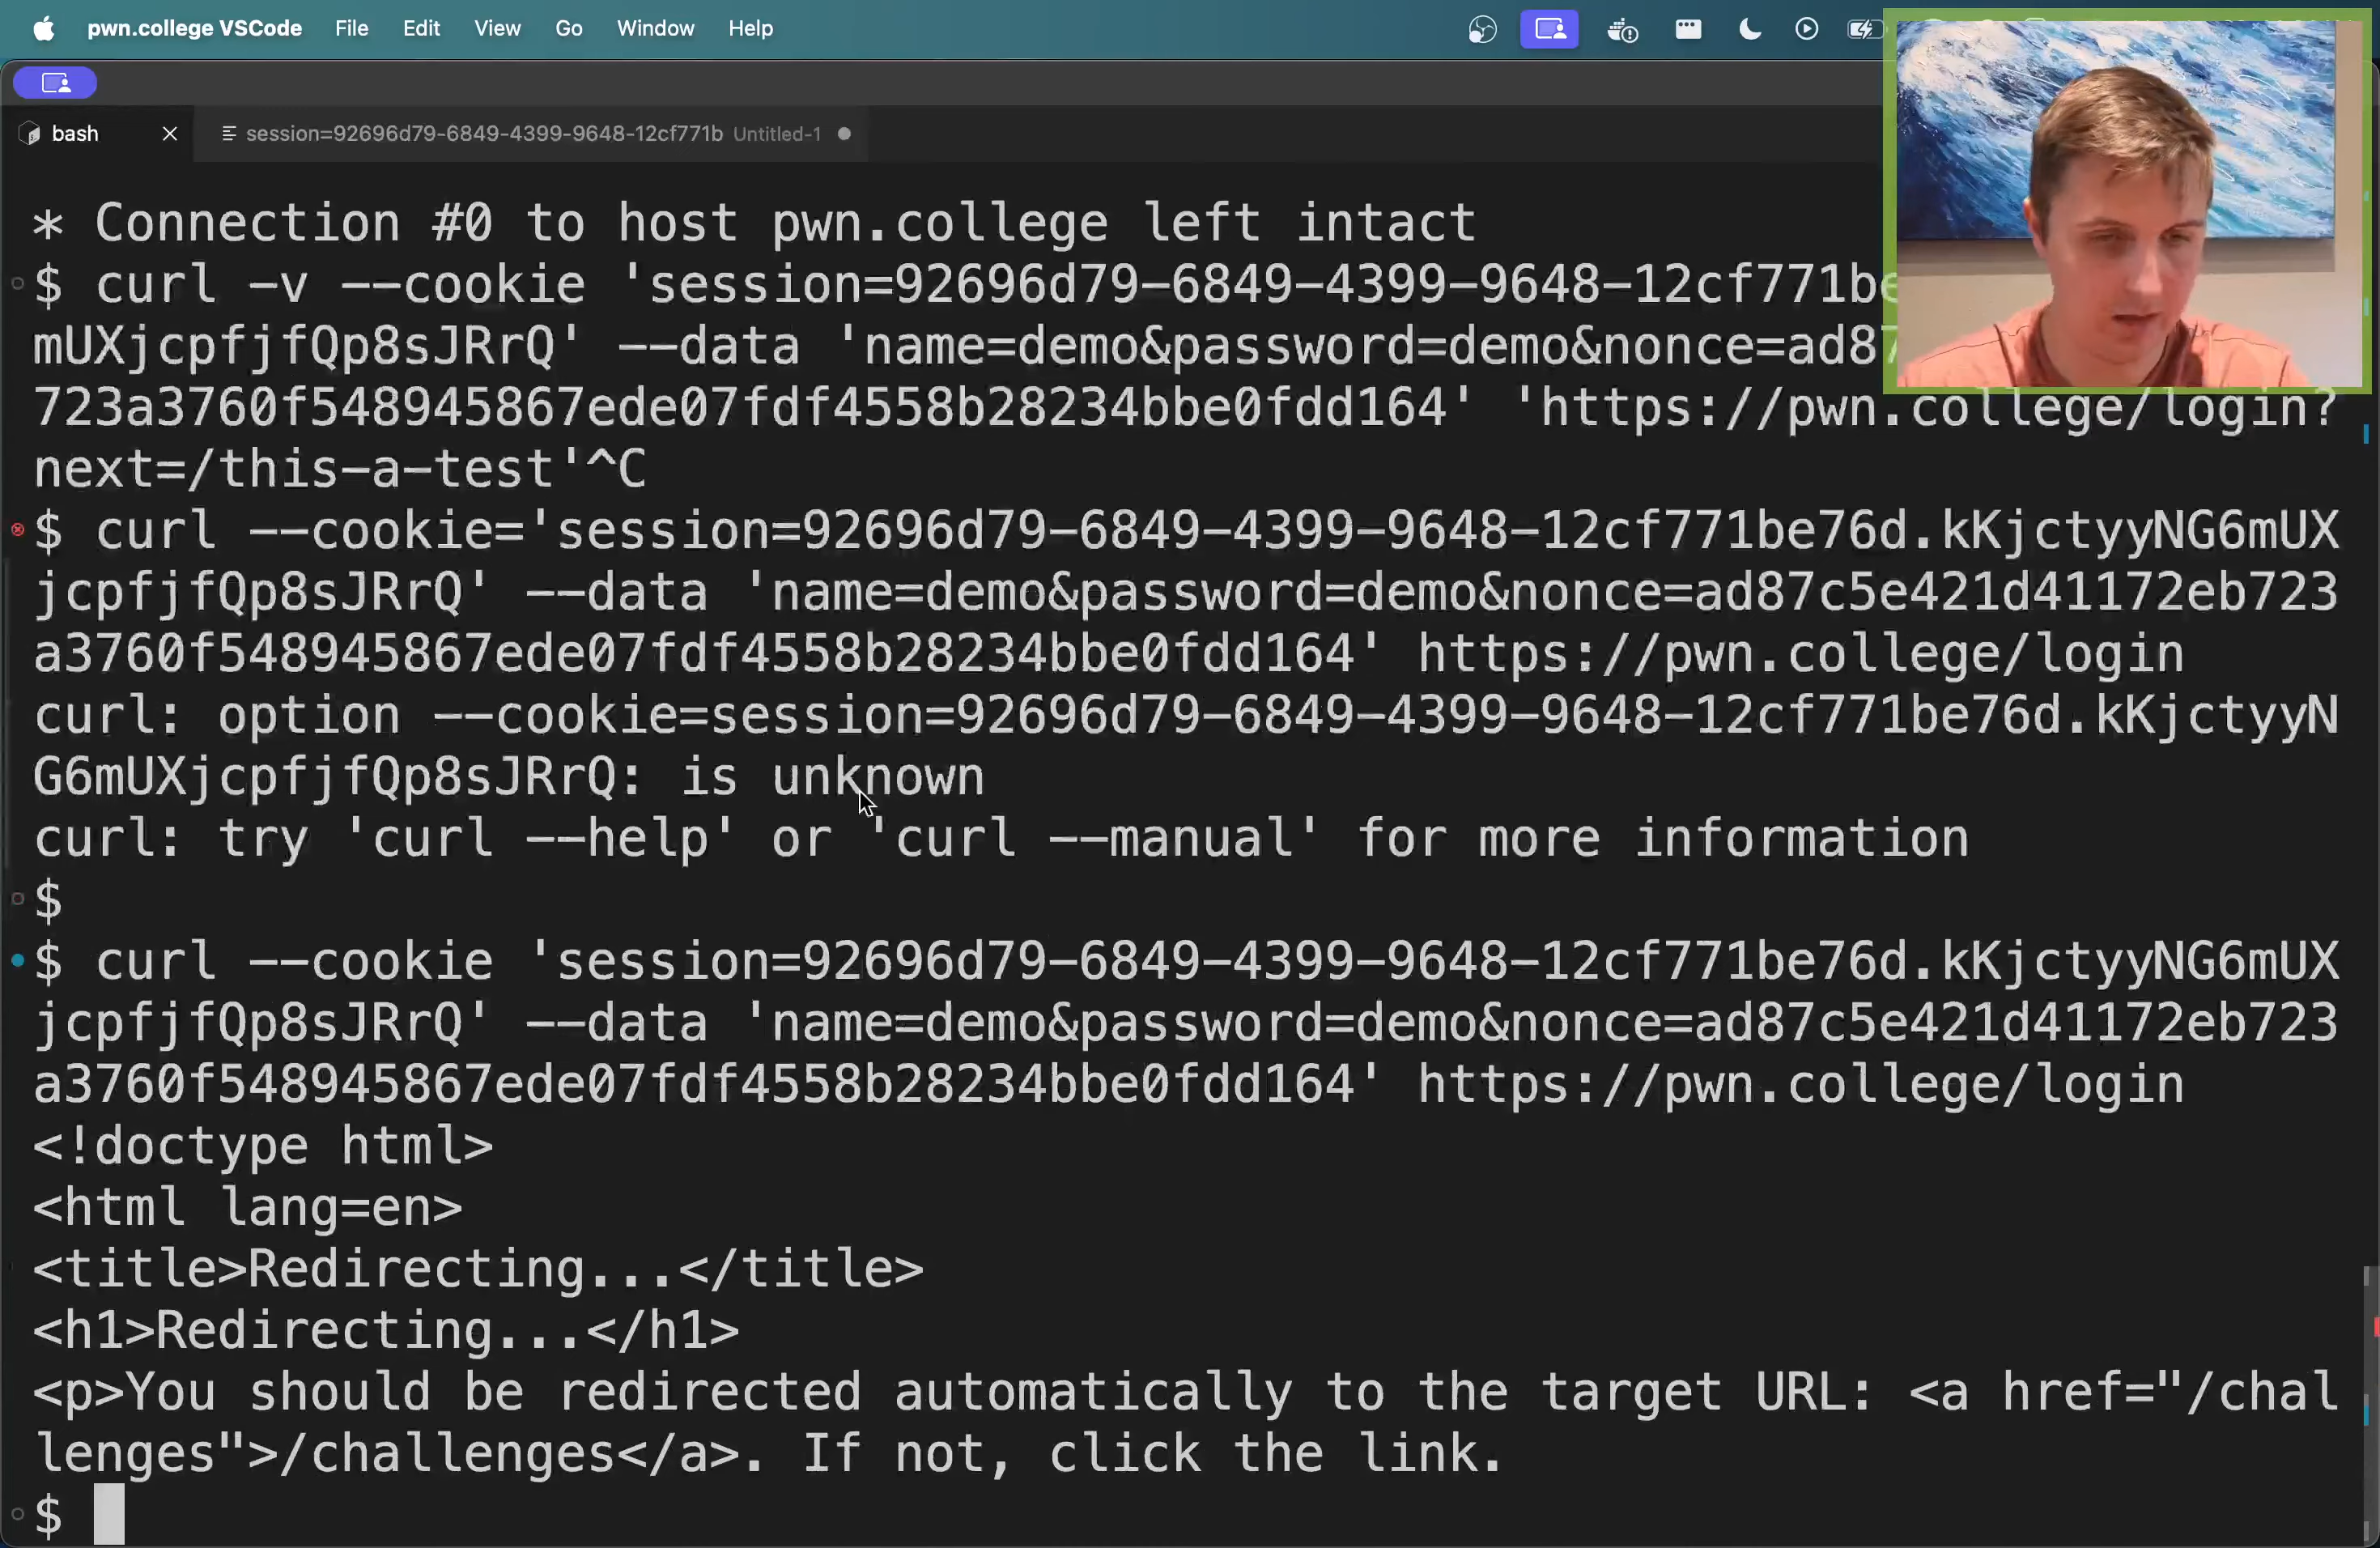 pwn.college VSCode File Edit View Go Window Help
bash session=92696d79-6849-4399-9648-12cf771b Untitled-1
* Connection #0 to host pwn.college left intact
$ curl -v --cookie 'session=92696d79-6849-4399-9648-12cf771be
mUXjcpfjfQp8sJRrQ' --data 'name=demo&password=demo&nonce=ad87
723a3760f548945867ede07fdf4558b28234bbe0fdd164' 'https://pwn.college/login?
next=/this-a-test'^C
$ curl --cookie='session=92696d79-6849-4399-9648-12cf771be76d.kKjctyyNG6mUX
jcpfjfQp8sJRrQ' --data 'name=demo&password=demo&nonce=ad87c5e421d41172eb723
a3760f548945867ede07fdf4558b28234bbe0fdd164' https://pwn.college/login
curl: option --cookie=session=92696d79-6849-4399-9648-12cf771be76d.kKjctyyN
G6mUXjcpfjfQp8sJRrQ: is unknown
curl: try 'curl --help' or 'curl --manual' for more information
$
$ curl --cookie 'session=92696d79-6849-4399-9648-12cf771be76d.kKjctyyNG6mUX
jcpfjfQp8sJRrQ' --data 'name=demo&password=demo&nonce=ad87c5e421d41172eb723
a3760f548945867ede07fdf4558b28234bbe0fdd164' https://pwn.college/login
<!doctype html>
<html lang=en>
<title>Redirecting...</title>
<h1>Redirecting...</h1>
<p>You should be redirected automatically to the target URL: <a href="/chal
lenges">/challenges</a>. If not, click the link.
$